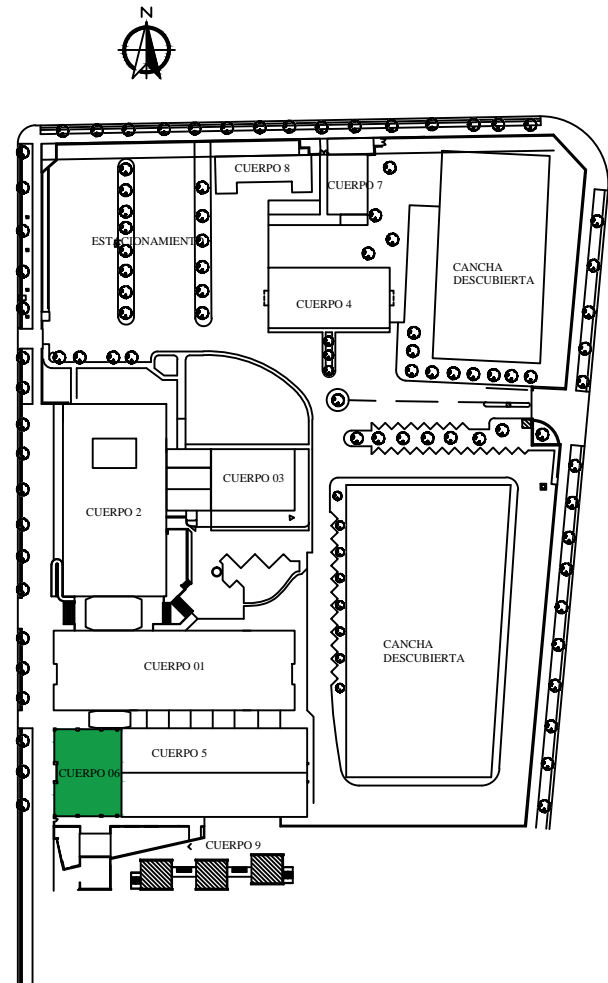 N
CUERPO 8
CUERPO 7
ESTACIONAMIENTO
CANCHA
DESCUBIERTA
CUERPO 4
CUERPO 03
CUERPO 2
CANCHA
DESCUBIERTA
CUERPO 01
CUERPO 5
CUERPO 06
CUERPO 9